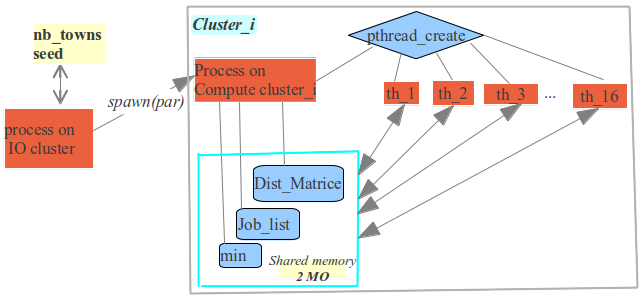 nb_towns
seed
process on
IO cluster
spawn(par)
Cluster_i
Process on
Compute cluster_i
pthread_create
th_1
th_2
th_3
...
th_16
Dist_Matrice
Job_list
min
Shared memory
2 MO